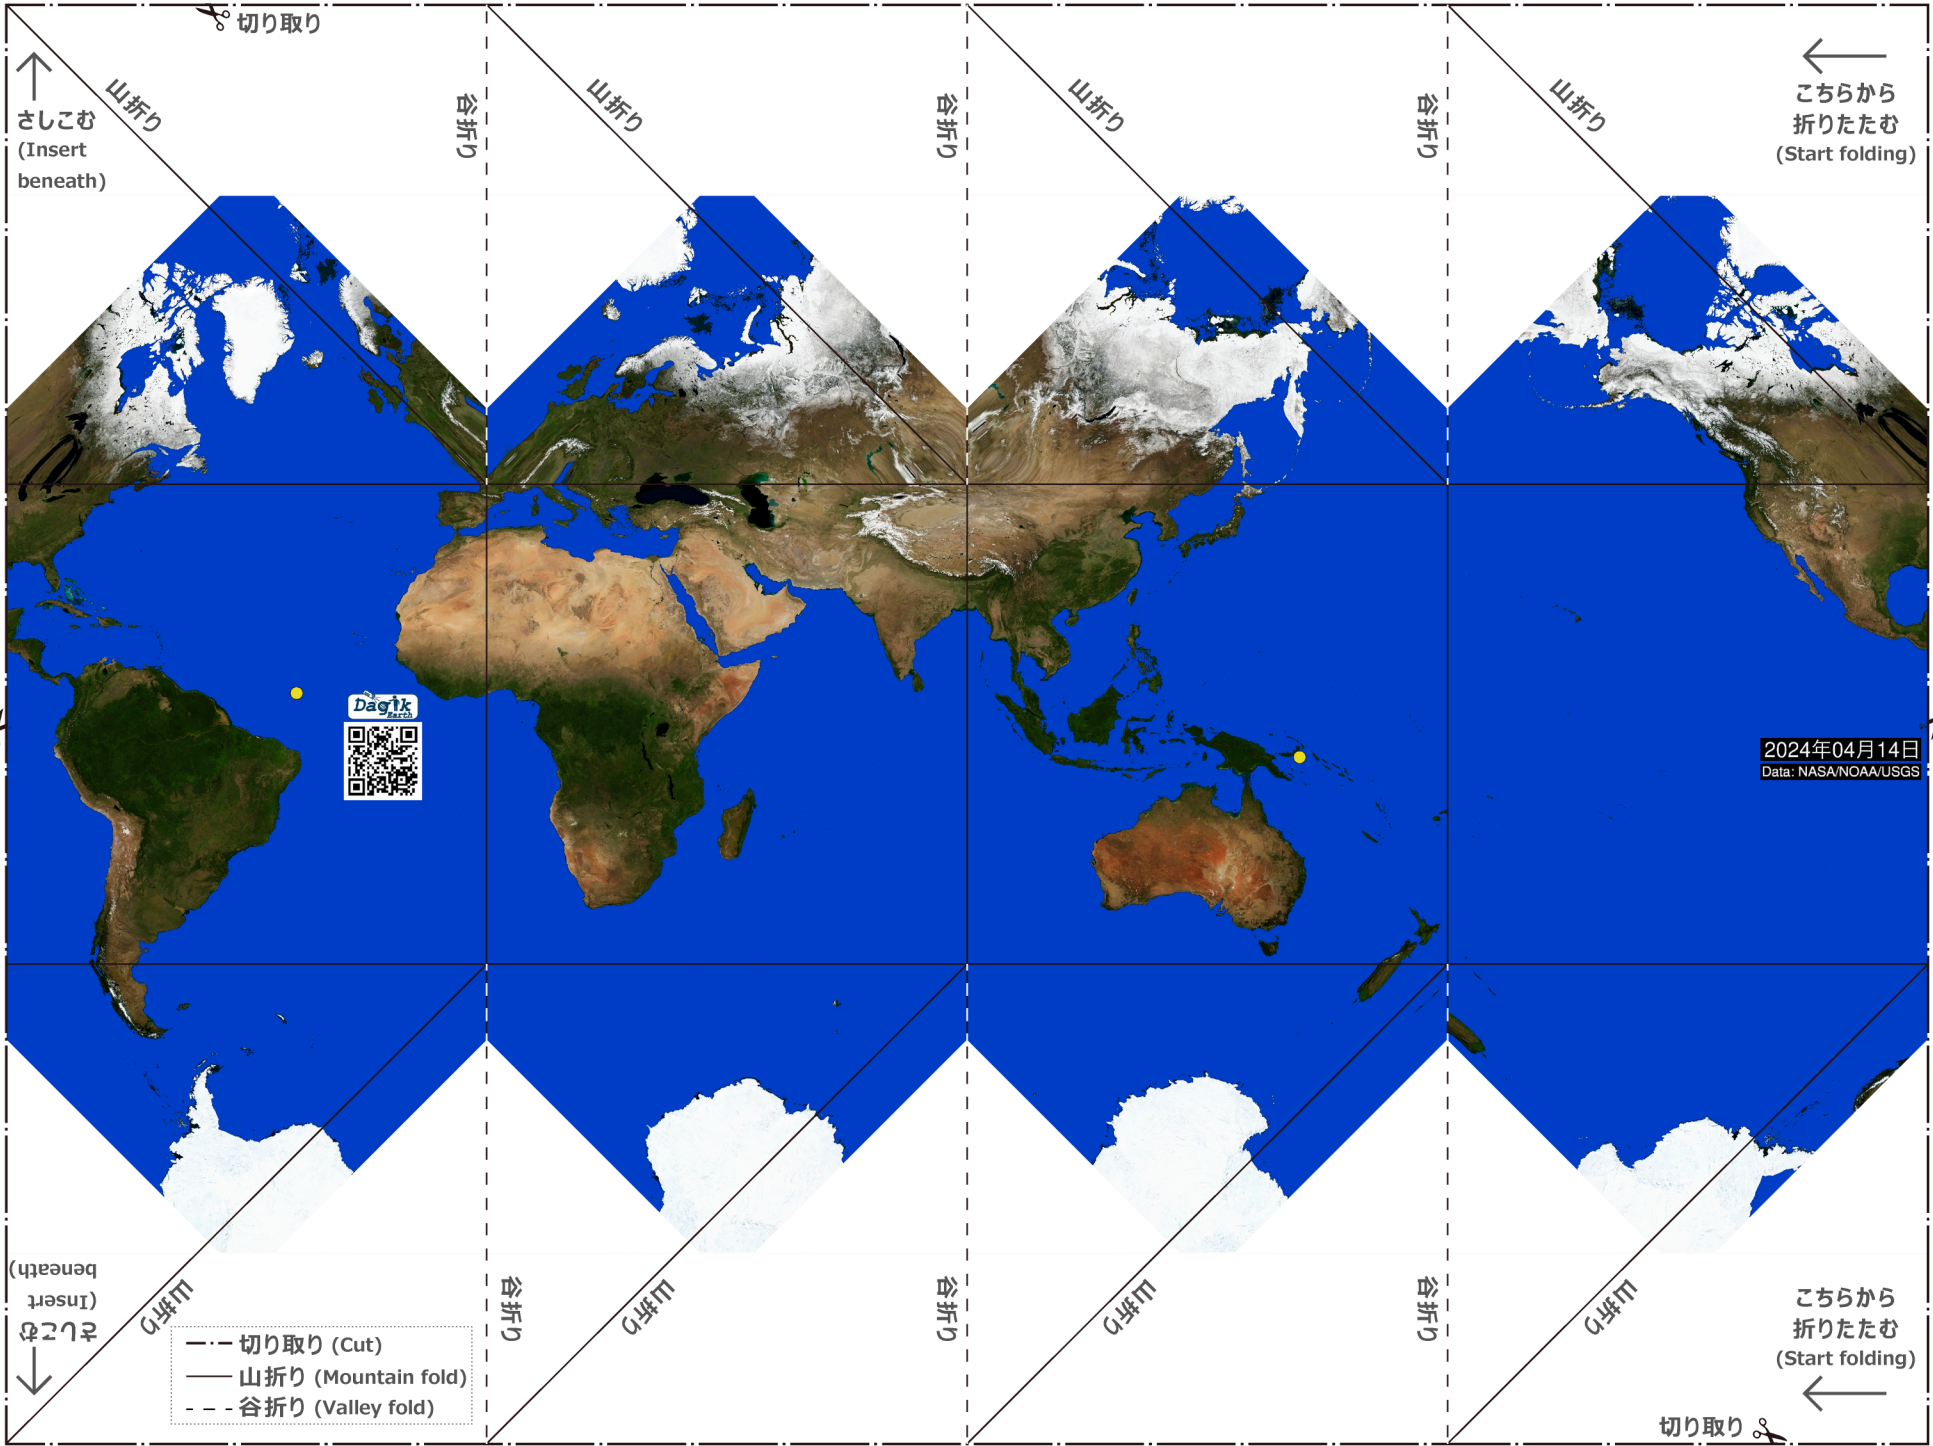 切り取り
さしこむ
(Insert
beneath)
山折り
谷折り
山折り
谷折り
山折り
谷折り
山折り
こちらから
折りたたむ
(Start folding)
Dagik
Earth
2024年04月14日
Data: NASA/NOAA/USGS
さしこむ
(Insert
beneath)
山折り
谷折り
山折り
谷折り
山折り
谷折り
山折り
こちらから
折りたたむ
(Start folding)
切り取り (Cut)
山折り (Mountain fold)
谷折り (Valley fold)
切り取り